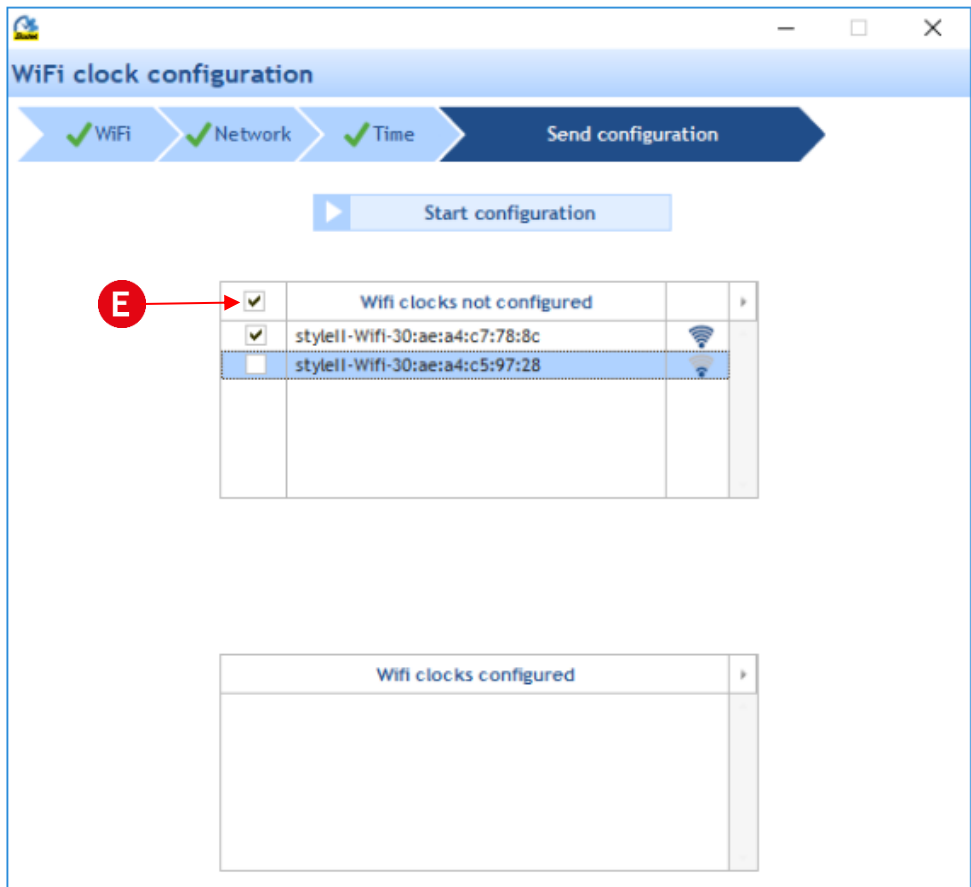 WiFi clock configuration
WiFi Network Time Send configuration
Start configuration
E
Wifi clocks not configured
styleII-Wifi-30:ae:a4:c7:78:8c
styleII-Wifi-30:ae:a4:c5:97:28
Wifi clocks configured